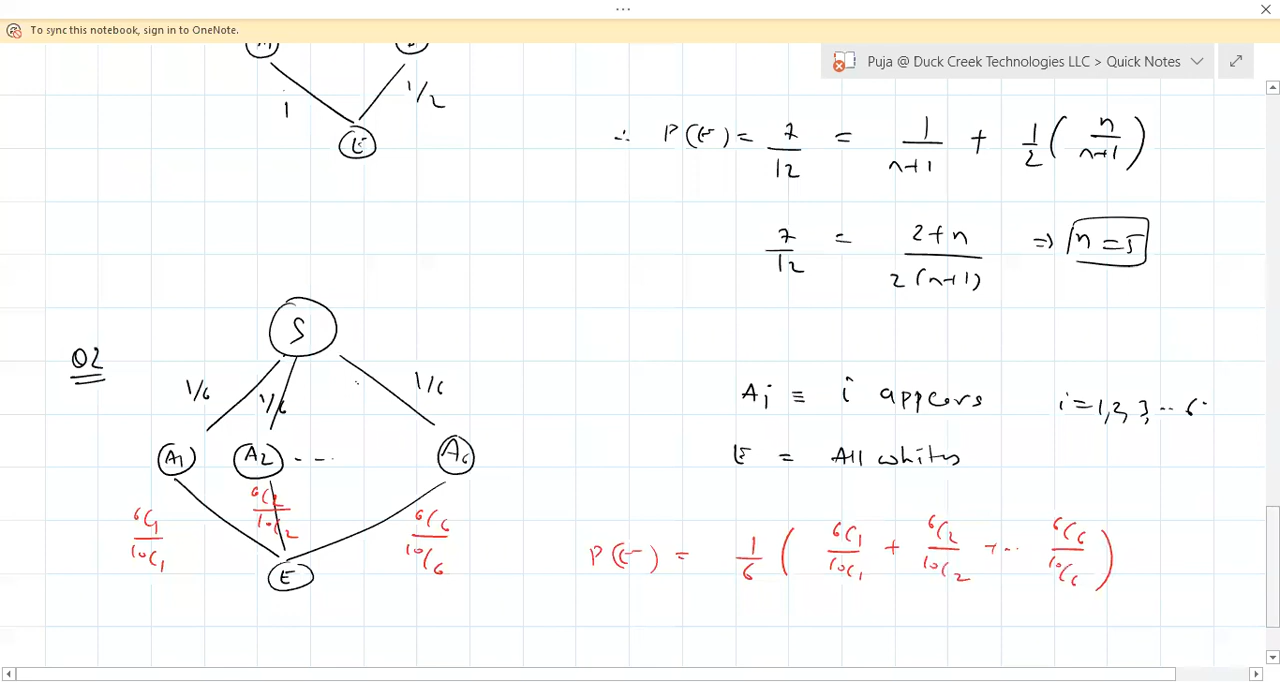 ...
To sync this notebook, sign in to OneNote.
Puja @ Duck Creek Technologies LLC > Quick Notes
1
1/2
E
∴ P(E) = 7/12 = 1/(n+1) + 1/2 (n/(n+1))
7/12 = (2+n)/(2(n+1)) ⇒ n = 5
Q2
S
1/6 1/6 1/6
A1 A2 --- A6
⁶C₁/¹⁰C₁ ⁶C₂/¹⁰C₂ ⁶C₆/¹⁰C₆
E
Ai ≡ i appears i = 1, 2, 3, ... 6
E = All whites
P(E) = 1/6 (⁶C₁/¹⁰C₁ + ⁶C₂/¹⁰C₂ + ... ⁶C₆/¹⁰C₆)